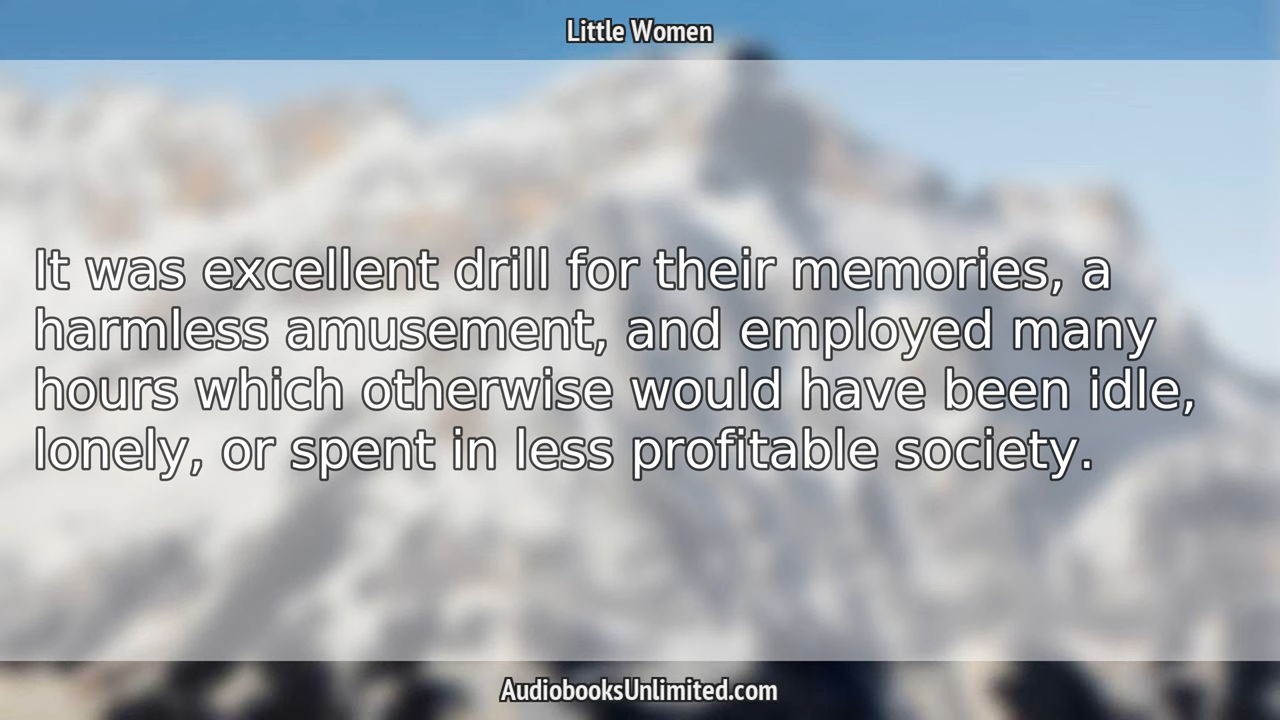 Little Women
It was excellent drill for their memories, a
harmless amusement, and employed many
hours which otherwise would have been idle,
lonely, or spent in less profitable society.
AudiobooksUnlimited.com